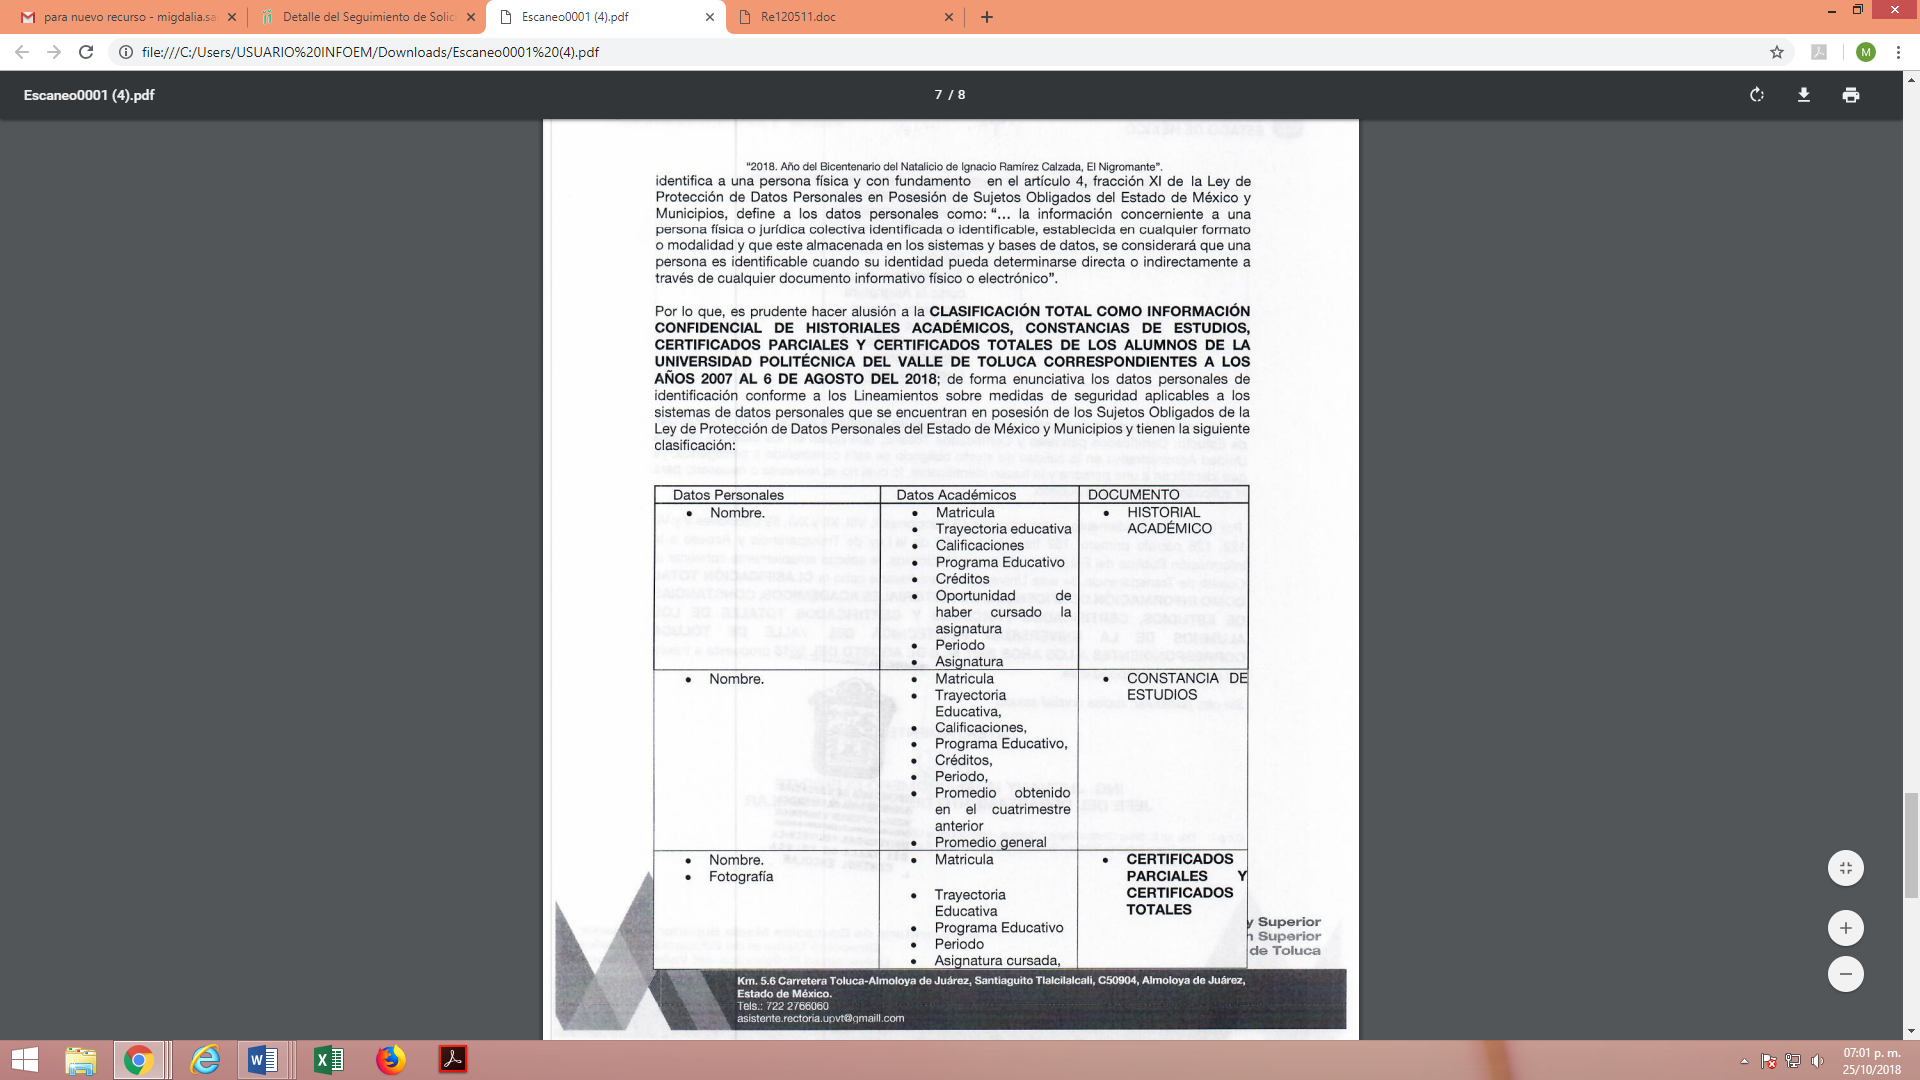 para nuevo recurso - migdalia.sa
Detalle del Seguimiento de Solic
Escaneo0001 (4).pdf
Re120511.doc
file:///C:/Users/USUARIO%20INFOEM/Downloads/Escaneo0001%20(4).pdf
M
Escaneo0001 (4).pdf
7 / 8
“2018. Año del Bicentenario del Natalicio de Ignacio Ramírez Calzada, El Nigromante”.
identifica a una persona física y con fundamento en el artículo 4, fracción XI de la Ley de
Protección de Datos Personales en Posesión de Sujetos Obligados del Estado de México y
Municipios, define a los datos personales como: “... la información concerniente a una
persona física o jurídica colectiva identificada o identificable, establecida en cualquier formato
o modalidad y que este almacenada en los sistemas y bases de datos, se considerará que una
persona es identificable cuando su identidad pueda determinarse directa o indirectamente a
través de cualquier documento informativo físico o electrónico”.
Por lo que, es prudente hacer alusión a la CLASIFICACIÓN TOTAL COMO INFORMACIÓN
CONFIDENCIAL DE HISTORIALES ACADÉMICOS, CONSTANCIAS DE ESTUDIOS,
CERTIFICADOS PARCIALES Y CERTIFICADOS TOTALES DE LOS ALUMNOS DE LA
UNIVERSIDAD POLITÉCNICA DEL VALLE DE TOLUCA CORRESPONDIENTES A LOS
AÑOS 2007 AL 6 DE AGOSTO DEL 2018; de forma enunciativa los datos personales de
identificación conforme a los Lineamientos sobre medidas de seguridad aplicables a los
sistemas de datos personales que se encuentran en posesión de los Sujetos Obligados de la
Ley de Protección de Datos Personales del Estado de México y Municipios y tienen la siguiente
clasificación:
Datos Personales
Datos Académicos
DOCUMENTO
• Nombre.
• Matricula
• Trayectoria educativa
• Calificaciones
• Programa Educativo
• Créditos
• Oportunidad de
haber cursado la
asignatura
• Periodo
• Asignatura
• HISTORIAL
ACADÉMICO
• Nombre.
• Matricula
• Trayectoria
Educativa,
• Calificaciones,
• Programa Educativo,
• Créditos,
• Periodo,
• Promedio obtenido
en el cuatrimestre
anterior
• Promedio general
• CONSTANCIA DE
ESTUDIOS
• Nombre.
• Fotografía
• Matricula
• Trayectoria
Educativa
• Programa Educativo
• Periodo
• Asignatura cursada,
• CERTIFICADOS
PARCIALES Y
CERTIFICADOS
TOTALES
y Superior
n Superior
de Toluca
Km. 5.6 Carretera Toluca-Almoloya de Juárez, Santiaguito Tlalcilalcali, C50904, Almoloya de Juárez,
Estado de México.
Tels.: 722 2766060
asistente.rectoria.upvt@gmaill.com
07:01 p. m.
25/10/2018